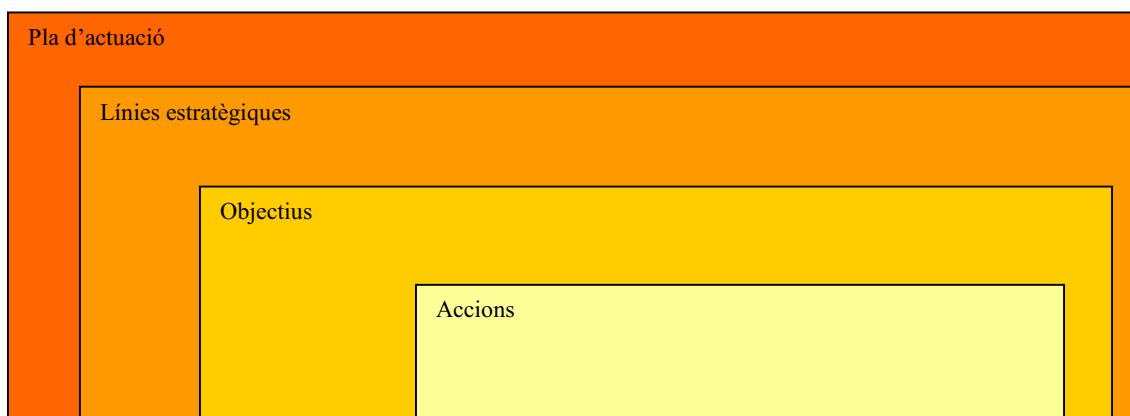 Pla d’actuació
Línies estratègiques
Objectius
Accions